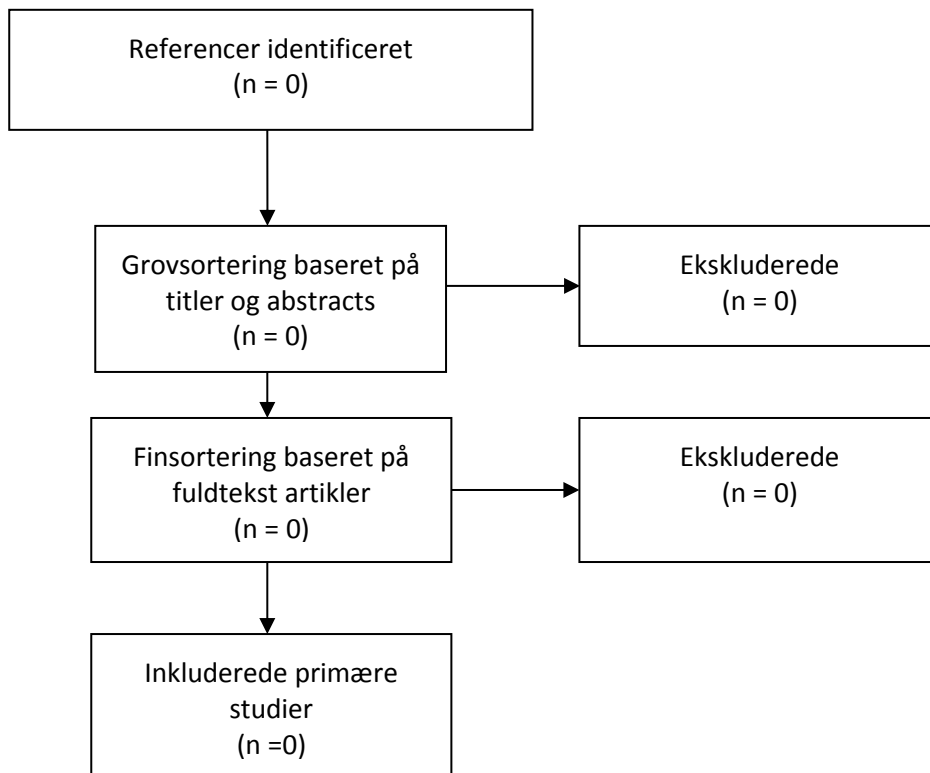 Referencer identificeret
(n = 0)
Grovsortering baseret på
titler og abstracts
(n = 0)
Ekskluderede
(n = 0)
Finsortering baseret på
fuldtekst artikler
(n = 0)
Ekskluderede
(n = 0)
Inkluderede primære
studier
(n =0)